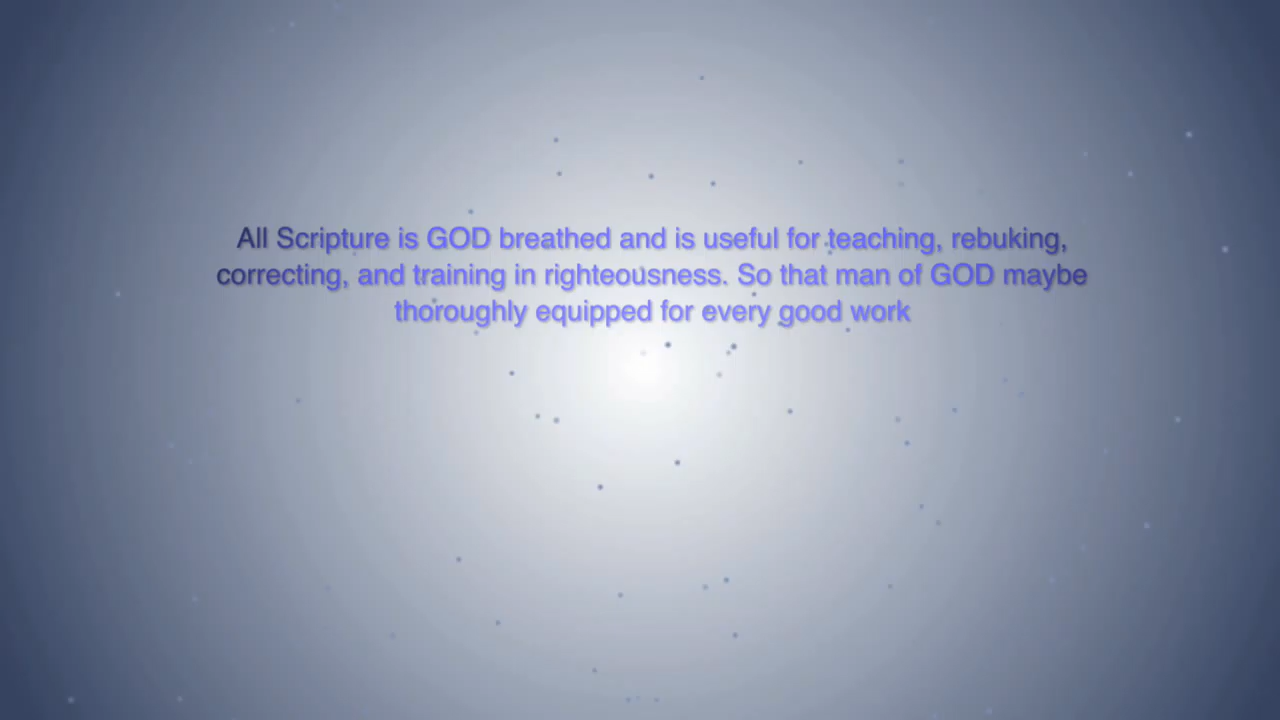 All Scripture is GOD breathed and is useful for teaching, rebuking,
correcting, and training in righteousness. So that man of GOD maybe
thoroughly equipped for every good work